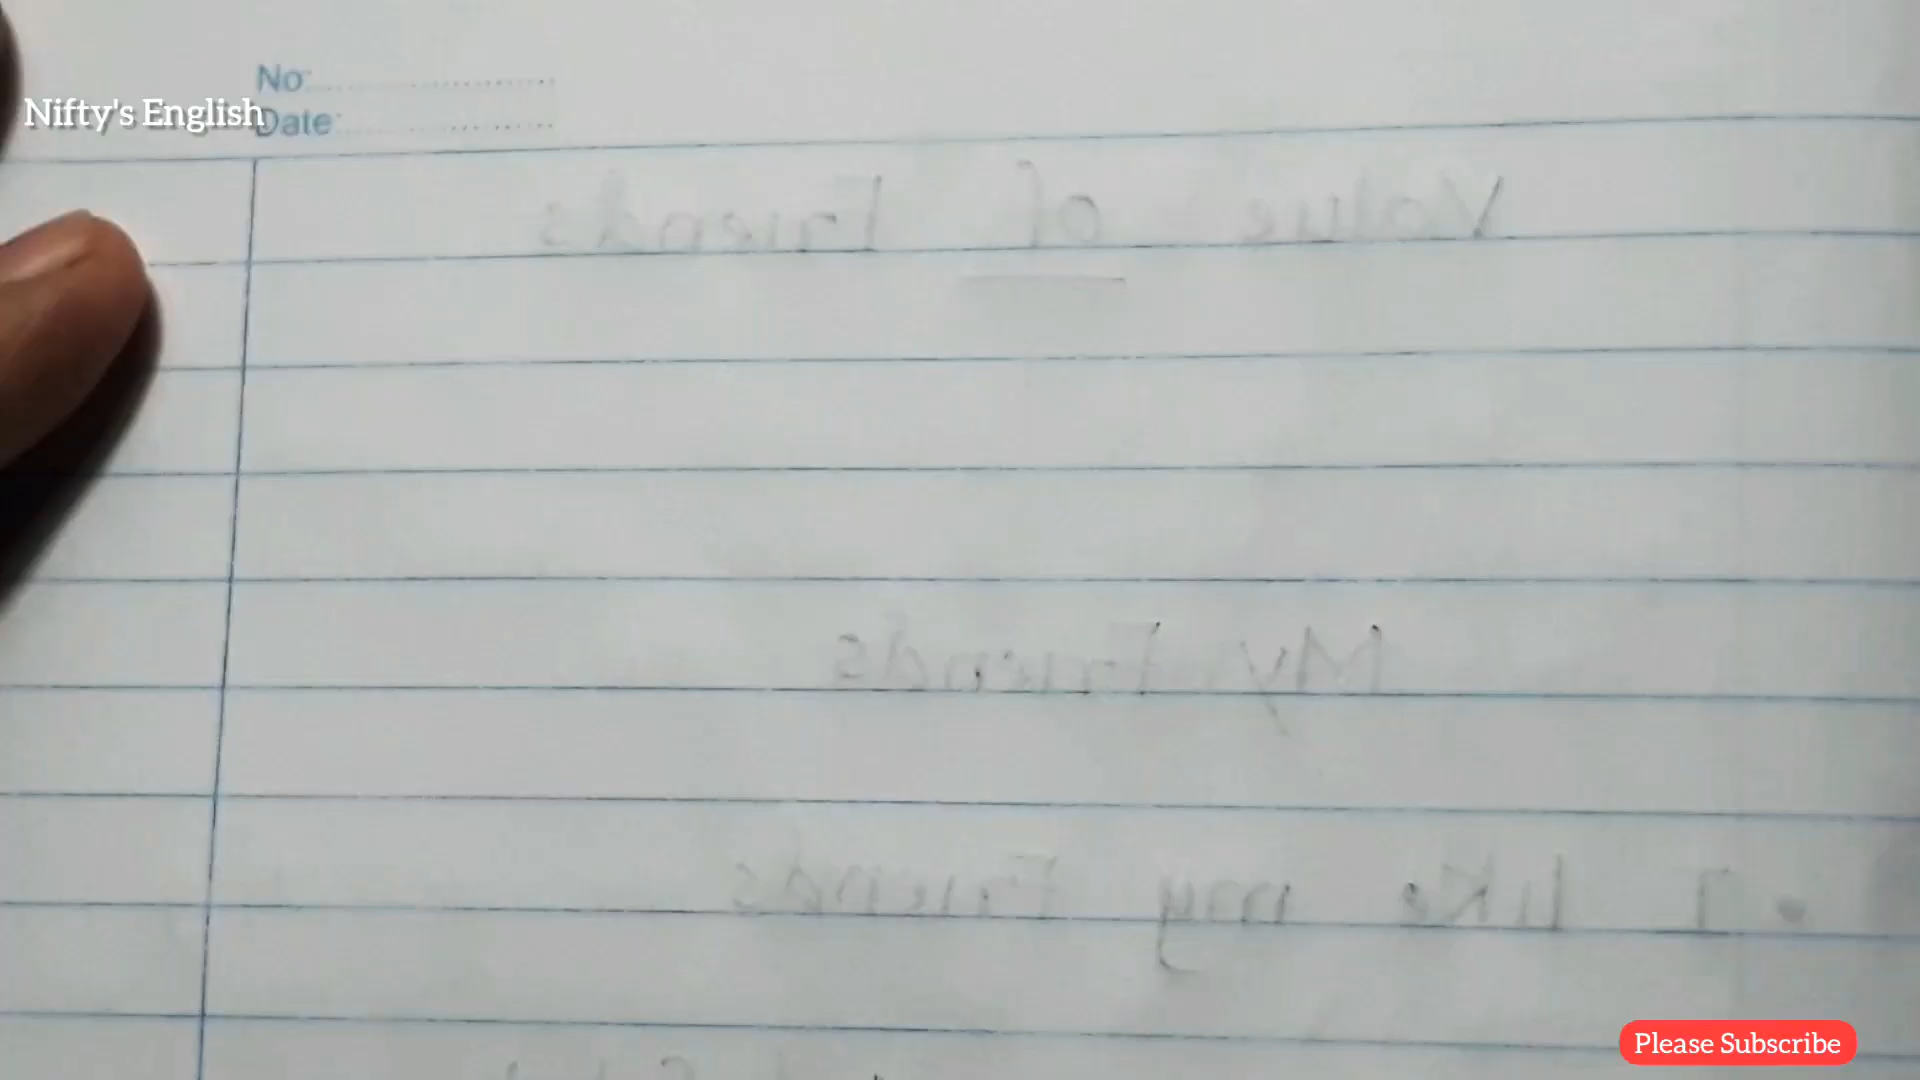 No:
Nifty's English
Date:
Value of Friends
My Friends
• I like my Friends
Please Subscribe